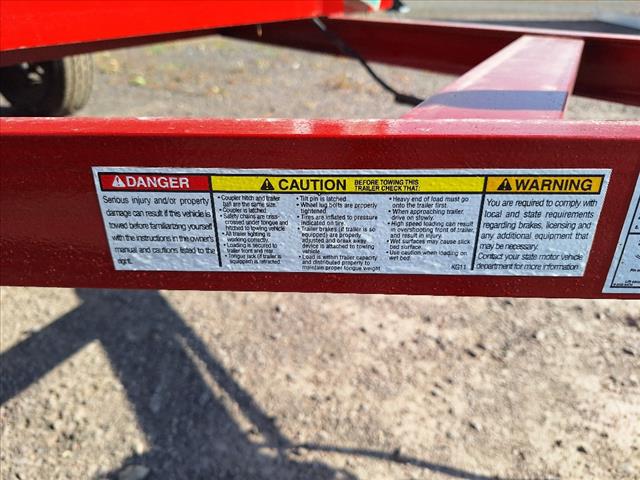 DANGER
Serious injury and/or property
damage can result if this vehicle is
towed before familiarizing yourself
with the instructions in the owner's
manual and cautions listed to the
right.
CAUTION BEFORE TOWING THIS TRAILER CHECK THAT:
• Coupler hitch and trailer
ball are the same size.
• Coupler is latched.
• Safety chains are criss-
crossed under tongue and
hitched to towing vehicle
• All trailer lighting is
working correctly.
• Loading is secured to
trailer front and rear.
• Tongue jack (if trailer is
equipped) is retracted.
• Tilt pin is latched.
• Wheel lug bolts are properly
tightened.
• Tires are inflated to pressure
indicated on tire.
• Trailer brakes (if trailer is so
equipped) are properly
adjusted and break away
device is attached to towing
vehicle.
• Load is within trailer capacity
and distributed properly to
maintain proper tongue weight.
• Heavy end of load must go
onto the trailer first.
• When approaching trailer
drive on slowly.
• High speed loading can result
in overshooting front of trailer,
and result in injury.
• Wet surfaces may cause slick
bed surface.
• Use caution when loading on
wet bed.
KG11
WARNING
You are required to comply with
local and state requirements
regarding brakes, licensing and
any additional equipment that
may be necessary.
Contact your state motor vehicle
department for more information